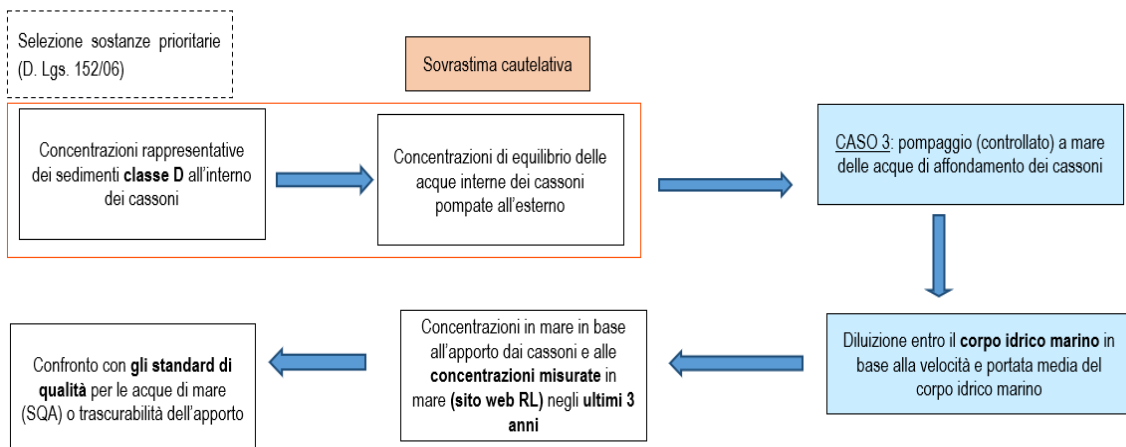 Selezione sostanze prioritarie
(D. Lgs. 152/06)
Sovrastima cautelativa
Concentrazioni rappresentative
dei sedimenti classe D all'interno
dei cassoni
Concentrazioni di equilibrio delle
acque interne dei cassoni
pompate all'esterno
CASO 3: pompaggio (controllato) a mare
delle acque di affondamento dei cassoni
Diluizione entro il corpo idrico marino in
base alla velocità e portata media del
corpo idrico marino
Concentrazioni in mare in base
all'apporto dai cassoni e alle
concentrazioni misurate in
mare (sito web RL) negli ultimi 3
anni
Confronto con gli standard di
qualità per le acque di mare
(SQA) o trascurabilità dell'apporto